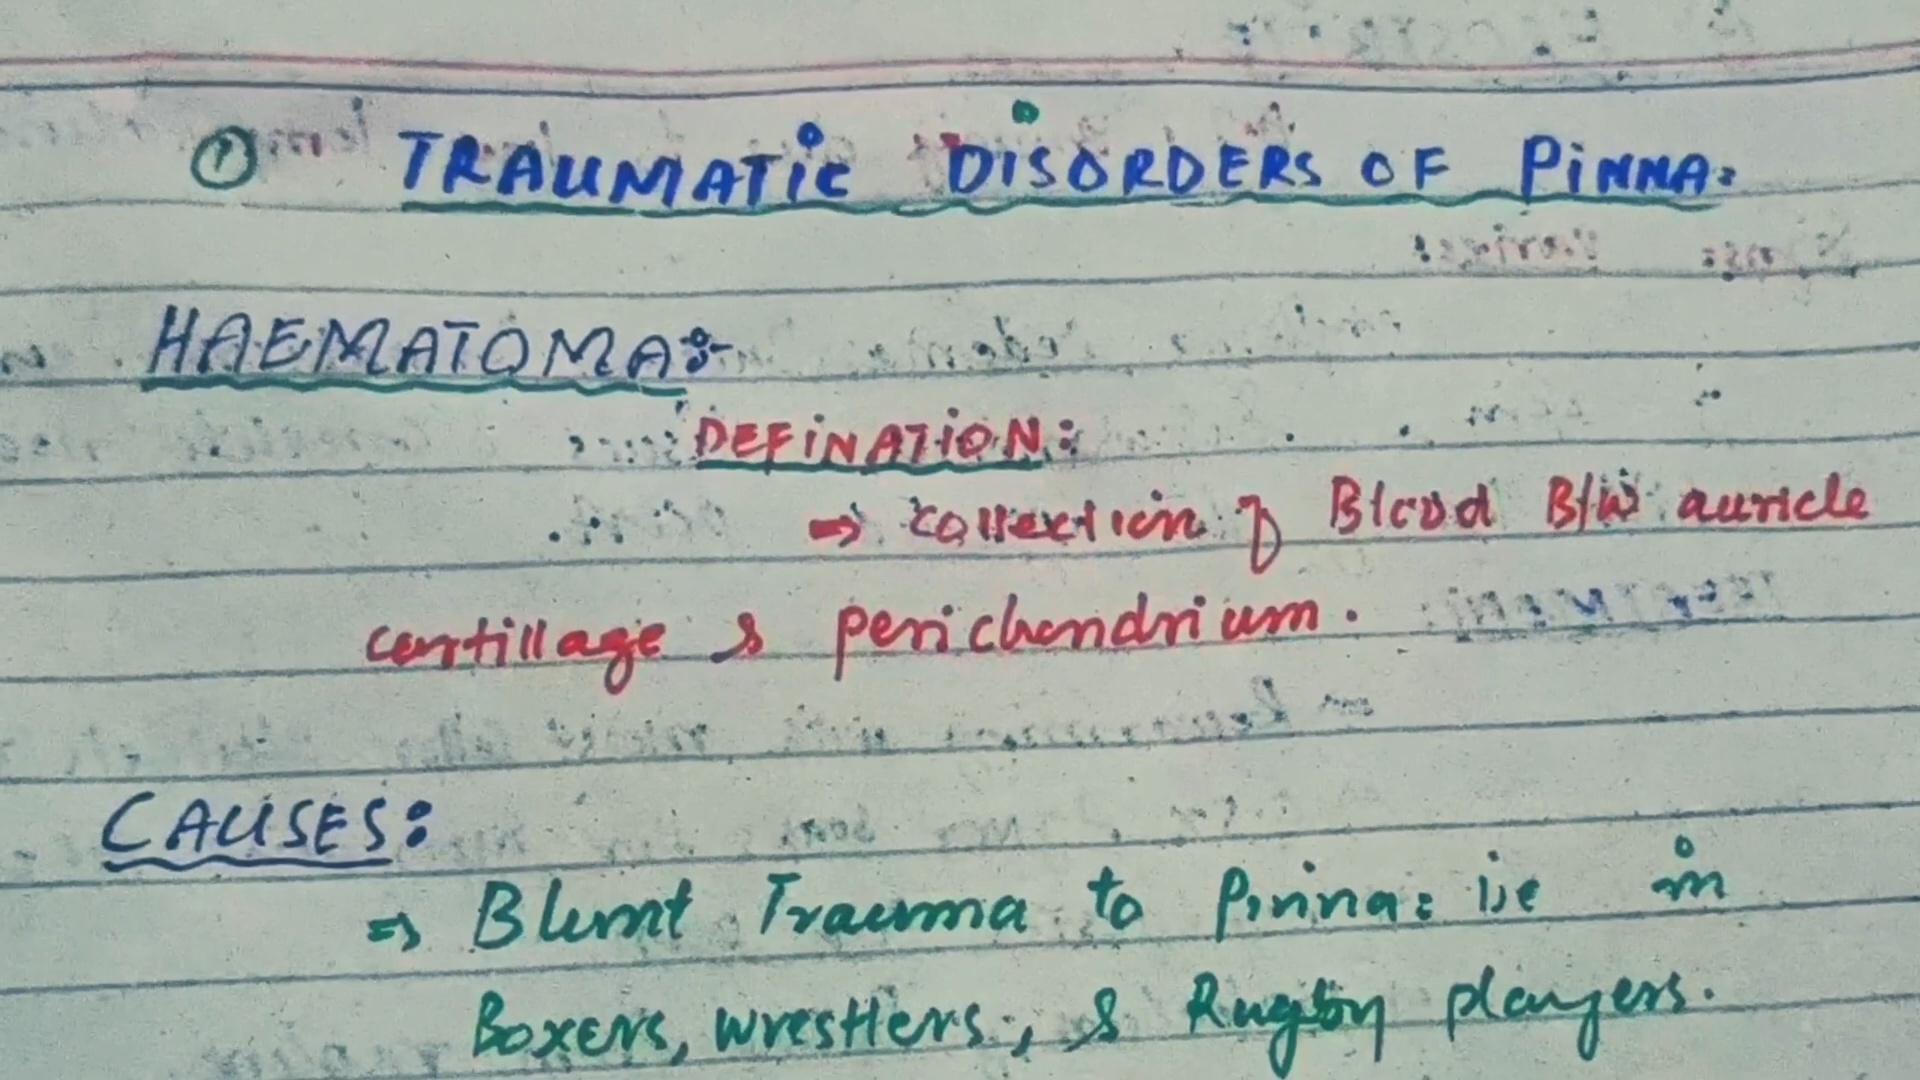 ① TRAUMATIC DISORDERS OF PINNA:
HAEMATOMA:-
DEFINATION:
⇒ collection of Blood B/W auricle
cartillage & perichondrium.
CAUSES:
⇒ Blunt Trauma to Pinna: i.e in
Boxers, wrestlers, & Rugby players.